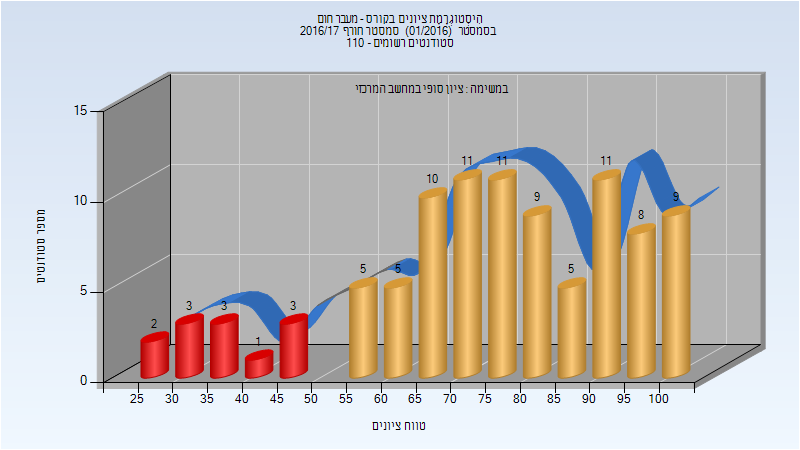 הִיסְטוֹגְרָמַת ציונים בקורס - מעבר חום
בסמסטר (01/2016) סמסטר חורף 2016/17
סטודנטים רשומים - 110
במשימה : ציון סופי במחשב המרכזי
מספר סטודנטים
15
10
5
0
2
3
3
1
3
5
5
10
11
11
9
5
11
8
9
25 30 35 40 45 50 55 60 65 70 75 80 85 90 95 100
טווח ציונים